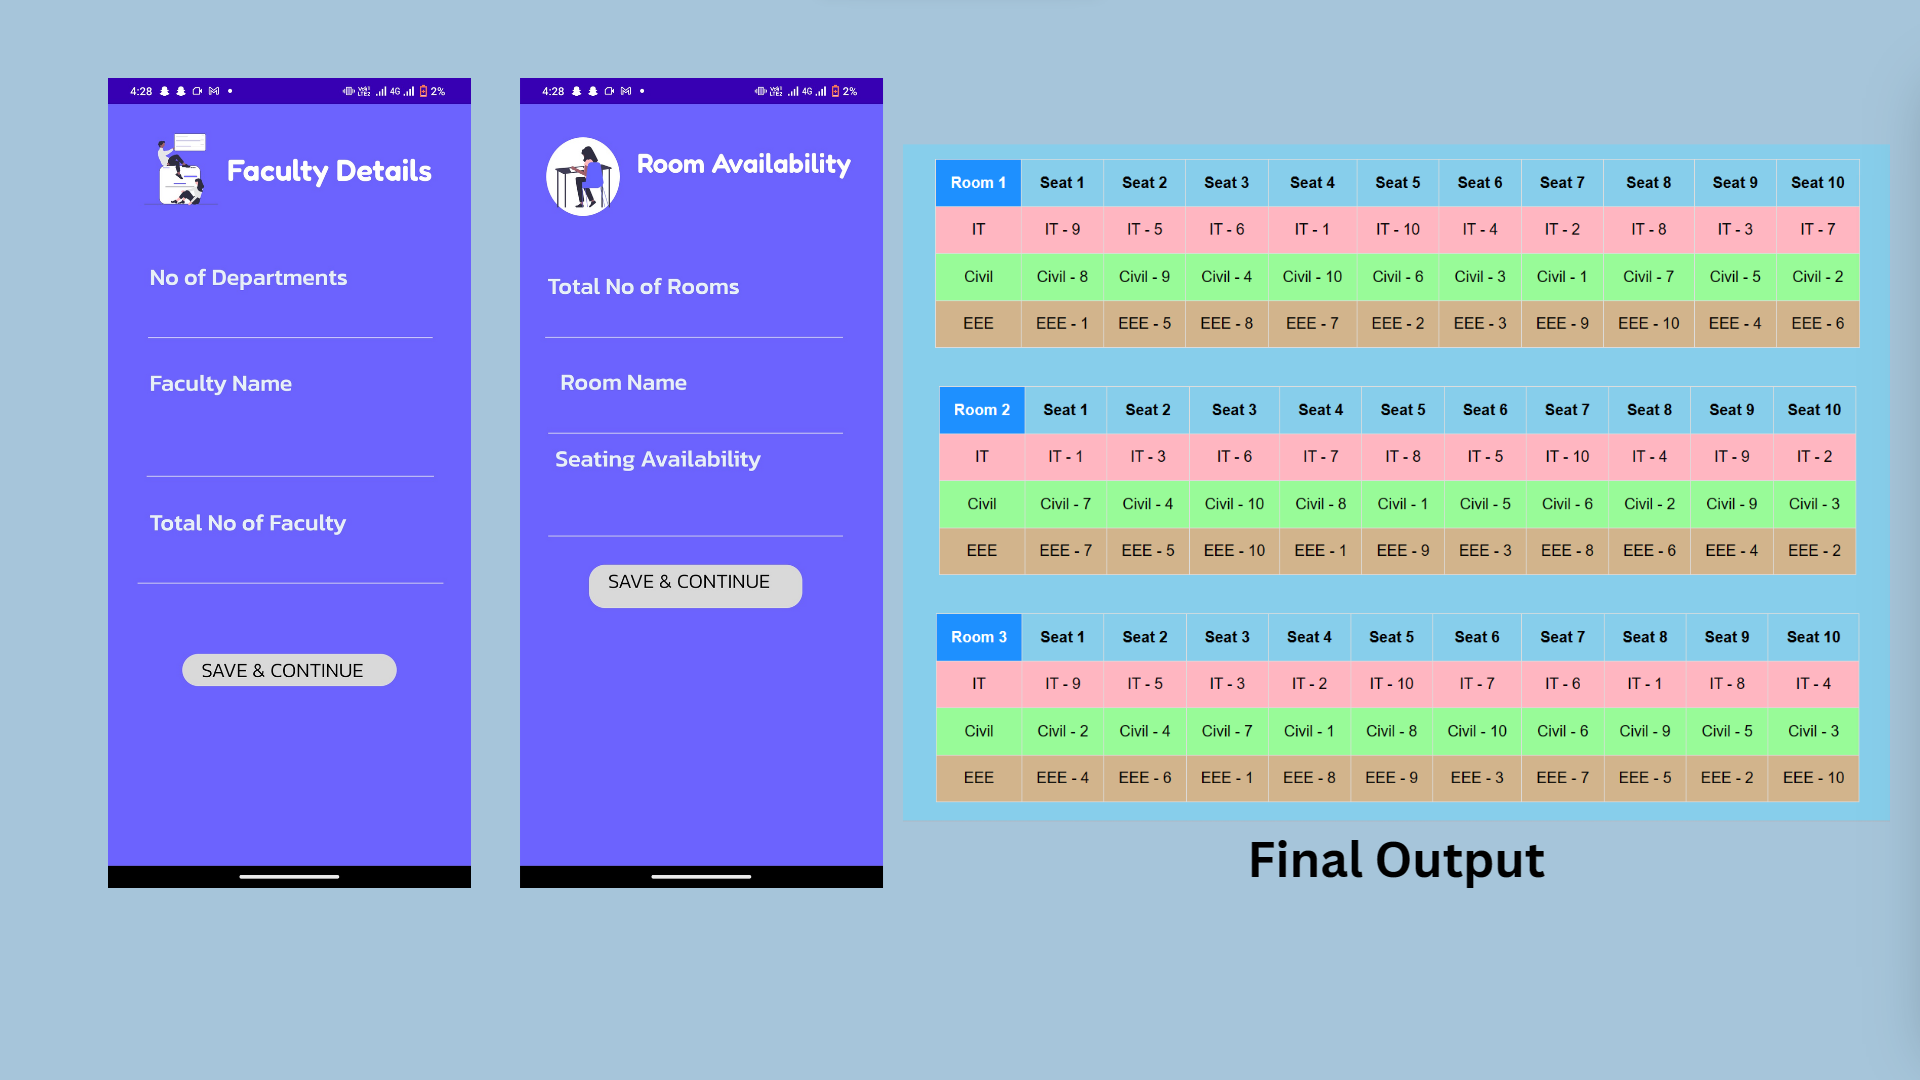 4:28 4G 2%
Faculty Details
No of Departments
Faculty Name
Total No of Faculty
SAVE & CONTINUE
4:28 4G 2%
Room Availability
Total No of Rooms
Room Name
Seating Availability
SAVE & CONTINUE
Room 1 Seat 1 Seat 2 Seat 3 Seat 4 Seat 5 Seat 6 Seat 7 Seat 8 Seat 9 Seat 10
IT IT - 9 IT - 5 IT - 6 IT - 1 IT - 10 IT - 4 IT - 2 IT - 8 IT - 3 IT - 7
Civil Civil - 8 Civil - 9 Civil - 4 Civil - 10 Civil - 6 Civil - 3 Civil - 1 Civil - 7 Civil - 5 Civil - 2
EEE EEE - 1 EEE - 5 EEE - 8 EEE - 7 EEE - 2 EEE - 3 EEE - 9 EEE - 10 EEE - 4 EEE - 6
Room 2 Seat 1 Seat 2 Seat 3 Seat 4 Seat 5 Seat 6 Seat 7 Seat 8 Seat 9 Seat 10
IT IT - 1 IT - 3 IT - 6 IT - 7 IT - 8 IT - 5 IT - 10 IT - 4 IT - 9 IT - 2
Civil Civil - 7 Civil - 4 Civil - 10 Civil - 8 Civil - 1 Civil - 5 Civil - 6 Civil - 2 Civil - 9 Civil - 3
EEE EEE - 7 EEE - 5 EEE - 10 EEE - 1 EEE - 9 EEE - 3 EEE - 8 EEE - 6 EEE - 4 EEE - 2
Room 3 Seat 1 Seat 2 Seat 3 Seat 4 Seat 5 Seat 6 Seat 7 Seat 8 Seat 9 Seat 10
IT IT - 9 IT - 5 IT - 3 IT - 2 IT - 10 IT - 7 IT - 6 IT - 1 IT - 8 IT - 4
Civil Civil - 2 Civil - 4 Civil - 7 Civil - 1 Civil - 8 Civil - 10 Civil - 6 Civil - 9 Civil - 5 Civil - 3
EEE EEE - 4 EEE - 6 EEE - 1 EEE - 8 EEE - 9 EEE - 3 EEE - 7 EEE - 5 EEE - 2 EEE - 10
Final Output